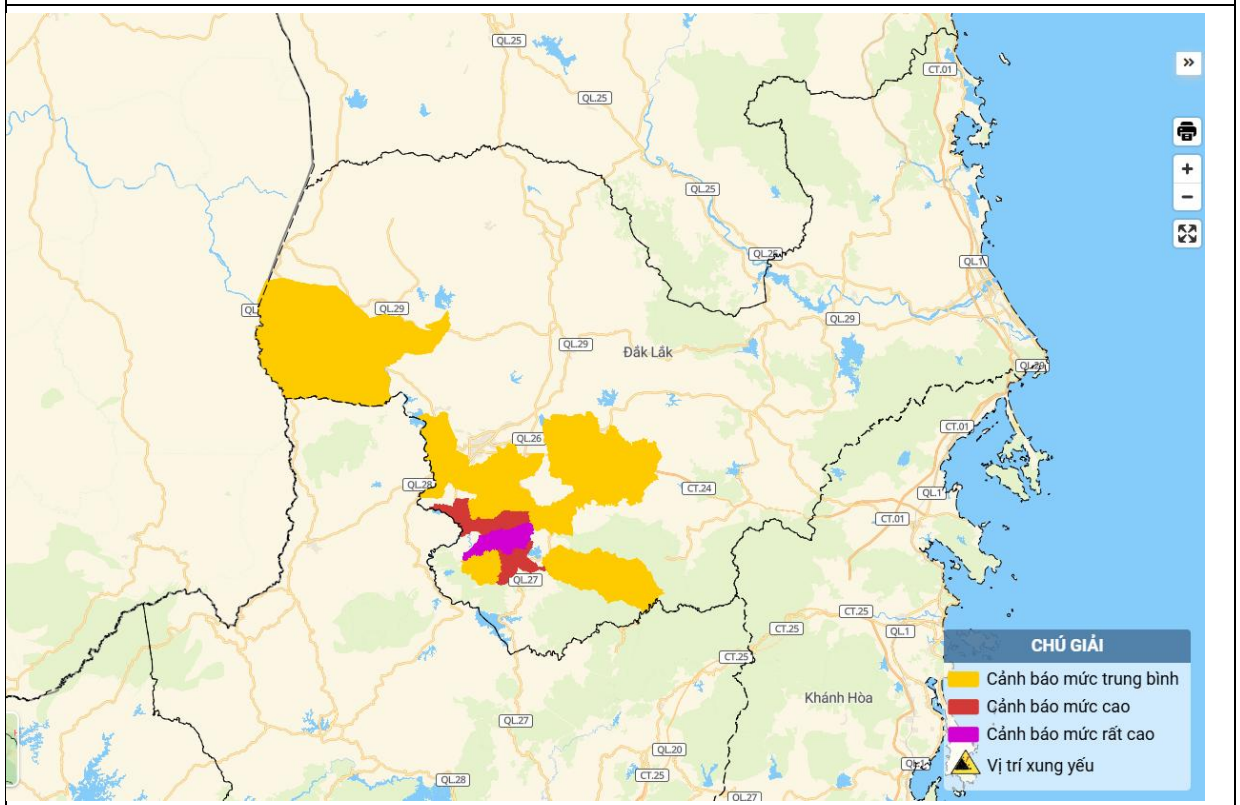 QL.25
CT.01
»
QL.25
QL.25
+
−
QL.1
QL.29
QL.29
QL.29
Đắk Lắk
QL.26
CT.01
CT.24
QL.28
QL.1
CT.01
QL.27
CT.25
CT.25
QL.1
CT.25
Khánh Hòa
QL.27
QL.20
CT.25
QL.28
QL.27
CHÚ GIẢI
Cảnh báo mức trung bình
Cảnh báo mức cao
Cảnh báo mức rất cao
Vị trí xung yếu